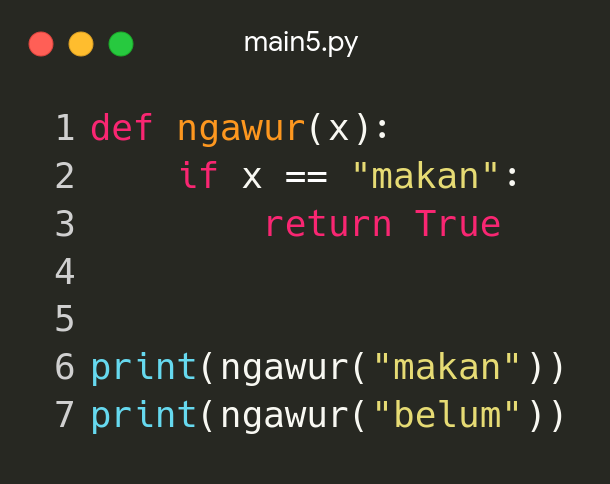 main5.py
1 def ngawur(x):
2     if x == "makan":
3         return True
4
5
6 print(ngawur("makan"))
7 print(ngawur("belum"))